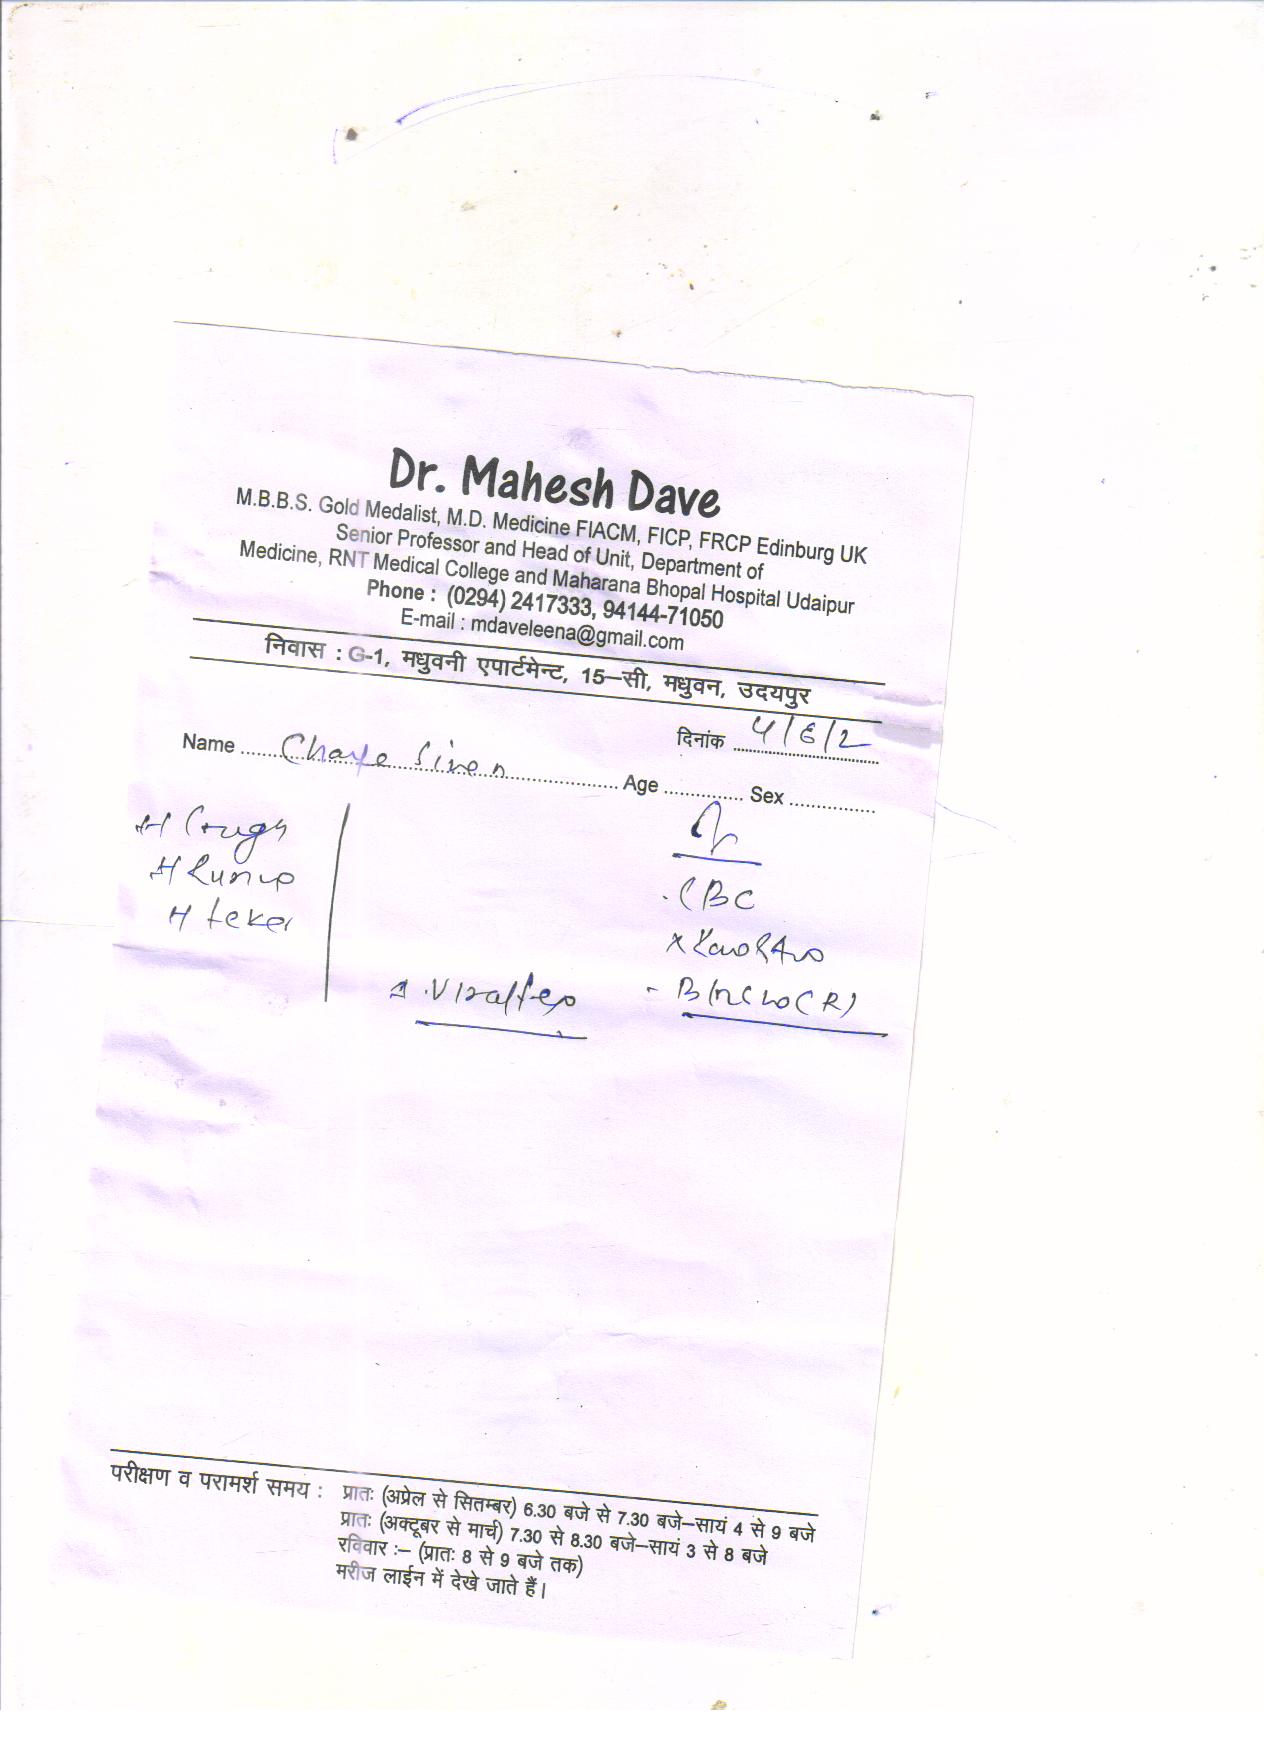 Dr. Mahesh Dave
M.B.B.S. Gold Medalist, M.D. Medicine FIACM, FICP, FRCP Edinburg UK
Senior Professor and Head of Unit, Department of
Medicine, RNT Medical College and Maharana Bhopal Hospital Udaipur
Phone : (0294) 2417333, 94144-71050
E-mail : mdaveleena@gmail.com
निवास : G-1, मधुवनी एपार्टमेन्ट, 15–सी, मधुवन, उदयपुर
दिनांक 4/6/2
Name Age Sex
H Cough
CBC
परीक्षण व परामर्श समय : प्रातः (अप्रेल से सितम्बर) 6.30 बजे से 7.30 बजे–सायं 4 से 9 बजे
प्रातः (अक्टूबर से मार्च) 7.30 से 8.30 बजे–सायं 3 से 8 बजे
रविवार :– (प्रातः 8 से 9 बजे तक)
मरीज लाईन में देखे जाते हैं।